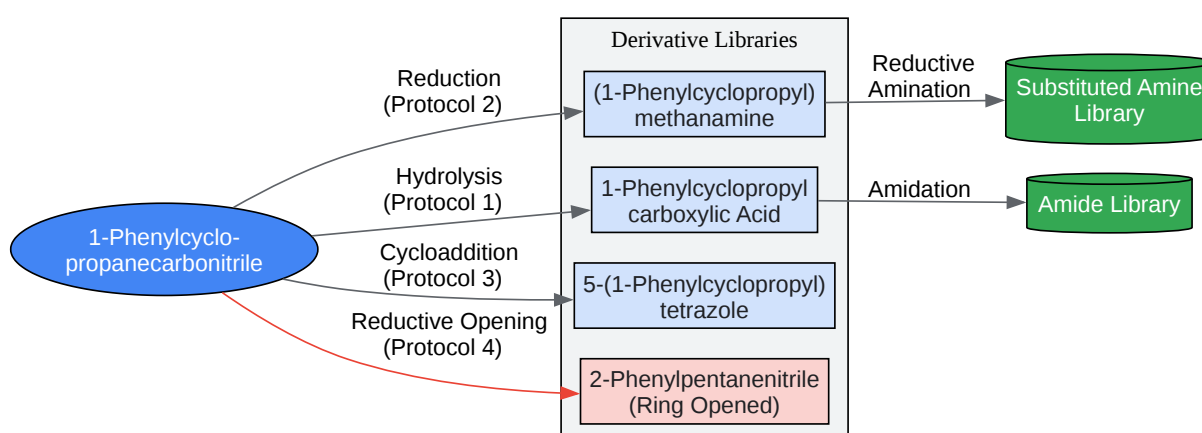 Derivative Libraries
Reduction
(Protocol 2)
(1-Phenylcyclopropyl)
methanamine
Reductive
Amination
Substituted Amine
Library
Hydrolysis
(Protocol 1)
1-Phenylcyclopropyl
carboxylic Acid
Amidation
Amide Library
1-Phenylcyclo-
propanecarbonitrile
Cycloaddition
(Protocol 3)
5-(1-Phenylcyclopropyl)
tetrazole
Reductive Opening
(Protocol 4)
2-Phenylpentanenitrile
(Ring Opened)